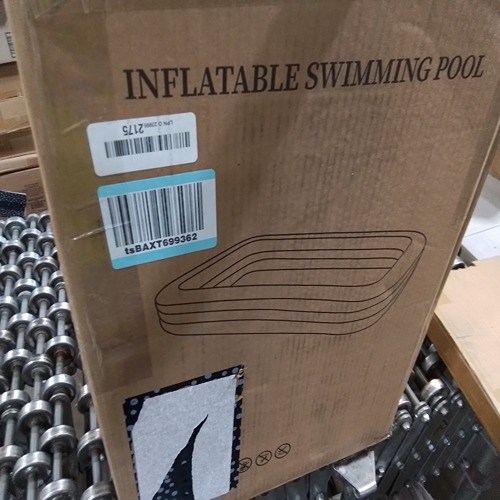 INFLATABLE SWIMMING POOL
2175
tsBAXT699362